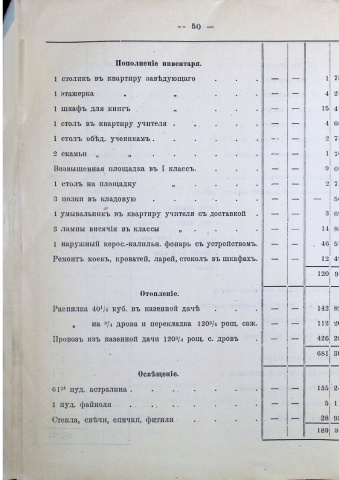 — 50 —
Пополненіе инвентаря.
1 столикъ въ квартиру завѣдующаго . . . — — 1
1 этажерка „ „ . . . — — 4
1 шкафъ для книгъ „ . . . — — 15
1 столъ въ квартиру учителя . . . . — — 4
1 столъ обѣд. ученикамъ . . . . . — — 2
2 скамьи „ „ . . . . . — — 1
Возвышенная площадка въ I классъ. . . . — — 9
1 столъ на площадку „ . . . — — 2
3 полки въ кладовую . . . . . — — —
1 умывальникъ въ квартиру учителя съ доставкой . — — 3
3 лампы висячія въ классы „ . . — — 14
1 наружный керос.-калильн. фонарь съ устройствомъ. — — 46
Ремонтъ коекъ, кроватей, ларей, стеколъ въ шкафахъ. — — 12
120
Отопленіе.
Распилка 40¹/₄ куб. въ казенной дачѣ . . . — — 142
„ на ³/₄ дрова и перекладка 120³/₄ рощ. саж. — — 112
Провозъ изъ казенной дачи 120³/₄ рощ. с. дровъ . — — 426
681
Освѣщеніе.
пуд. астралина . . . . . . — — 155
1 пуд. файноля . . . . . . — — 5
Стекла, свѣчи, спички, фитили . . . . — — 28
189